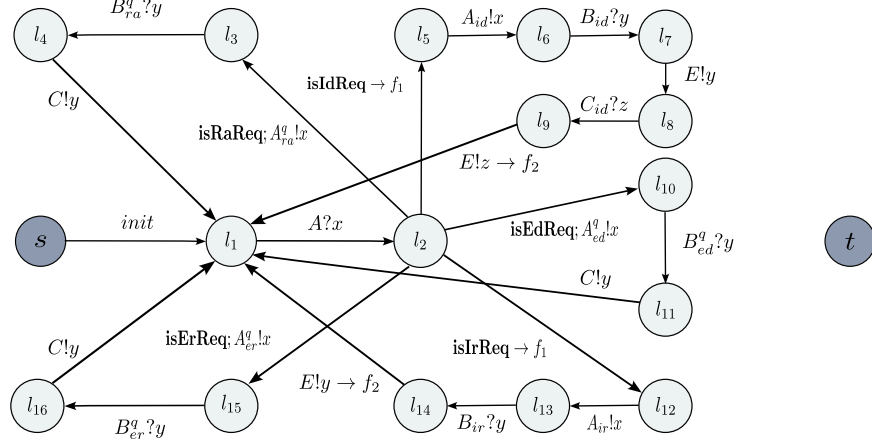 $l_4$ $B^q_{ra}?y$ $l_3$ $l_5$ $A_{id}!x$ $l_6$ $B_{id}?y$ $l_7$
$C!y$ isIdReq → $f_1$ $E!y$
isRaReq; $A^q_{ra}!x$ $l_9$ $C_{id}?z$ $l_8$
$E!z → f_2$
$l_{10}$
$s$ $init$ $l_1$ $A?x$ $l_2$ isEdReq; $A^q_{ed}!x$ $B^q_{ed}?y$ $t$
$C!y$
$l_{11}$
$C!y$ isErReq; $A^q_{er}!x$ isIrReq → $f_1$
$E!y → f_2$
$l_{16}$ $B^q_{er}?y$ $l_{15}$ $l_{14}$ $B_{ir}?y$ $l_{13}$ $A_{ir}!x$ $l_{12}$